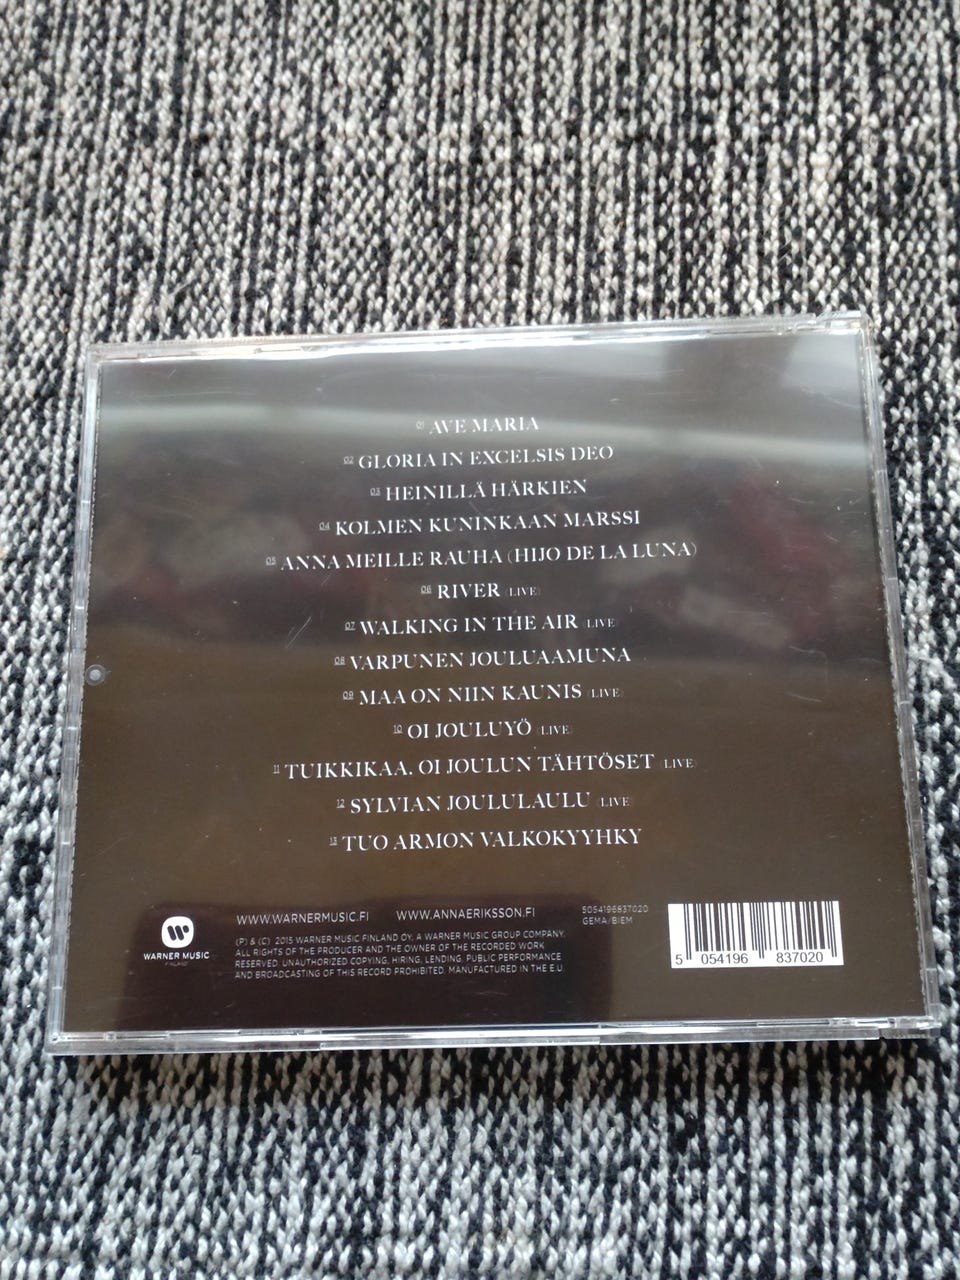 01 AVE MARIA
02 GLORIA IN EXCELSIS DEO
03 HEINILLÄ HÄRKIEN
04 KOLMEN KUNINKAAN MARSSI
05 ANNA MEILLE RAUHA (HIJO DE LA LUNA)
06 RIVER (LIVE)
07 WALKING IN THE AIR (LIVE)
08 VARPUNEN JOULUAAMUNA
09 MAA ON NIIN KAUNIS (LIVE)
10 OI JOULUYÖ (LIVE)
11 TUIKKIKAA, OI JOULUN TÄHTÖSET (LIVE)
12 SYLVIAN JOULULAULU (LIVE)
13 TUO ARMON VALKOKYYHKY
WARNER MUSIC
FINLAND
WWW.WARNERMUSIC.FI WWW.ANNAERIKSSON.FI
(P) & (C) 2015 WARNER MUSIC FINLAND OY, A WARNER MUSIC GROUP COMPANY.
ALL RIGHTS OF THE PRODUCER AND THE OWNER OF THE RECORDED WORK
RESERVED. UNAUTHORIZED COPYING, HIRING, LENDING, PUBLIC PERFORMANCE
AND BROADCASTING OF THIS RECORD PROHIBITED. MANUFACTURED IN THE E.U.
5054196837020
GEMA/BIEM
5 054196 837020